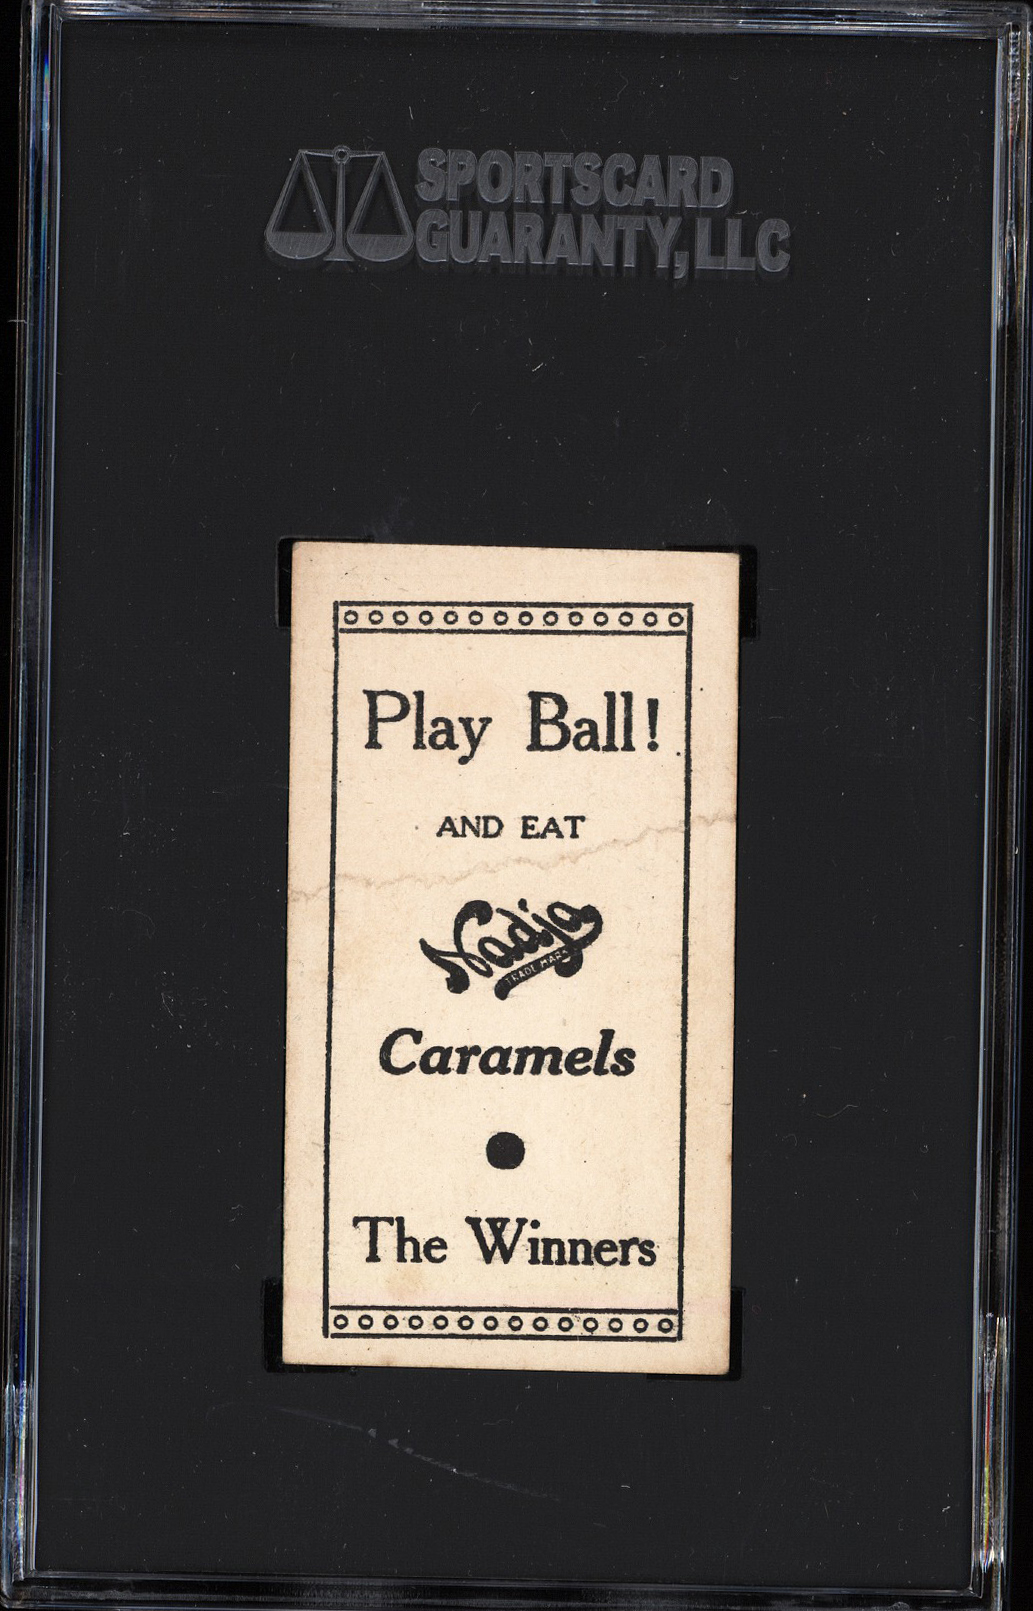 SPORTSCARD
GUARANTY, LLC
Play Ball!
AND EAT
Nadja
TRADE MARK
Caramels
The Winners